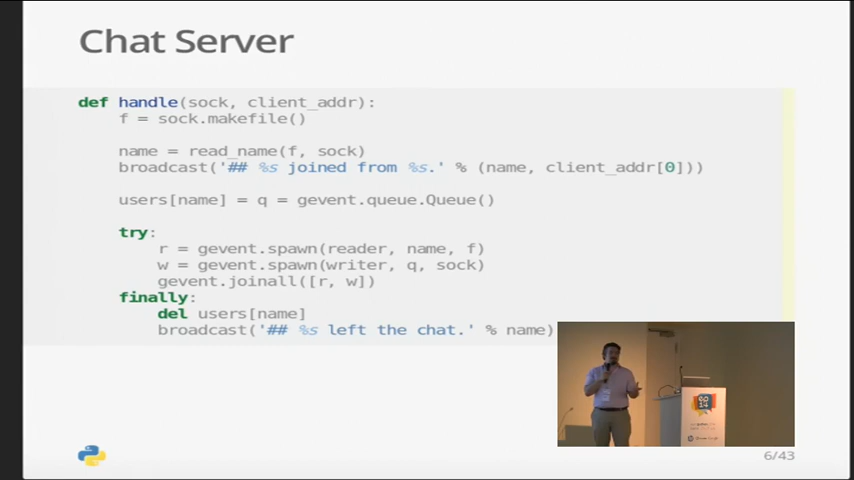 Chat Server
def handle(sock, client_addr):
f = sock.makefile()
name = read_name(f, sock)
broadcast('## %s joined from %s.' % (name, client_addr[0]))
users[name] = q = gevent.queue.Queue()
try:
r = gevent.spawn(reader, name, f)
w = gevent.spawn(writer, q, sock)
gevent.joinall([r, w])
finally:
del users[name]
broadcast('## %s left the chat.' % name)
6/43